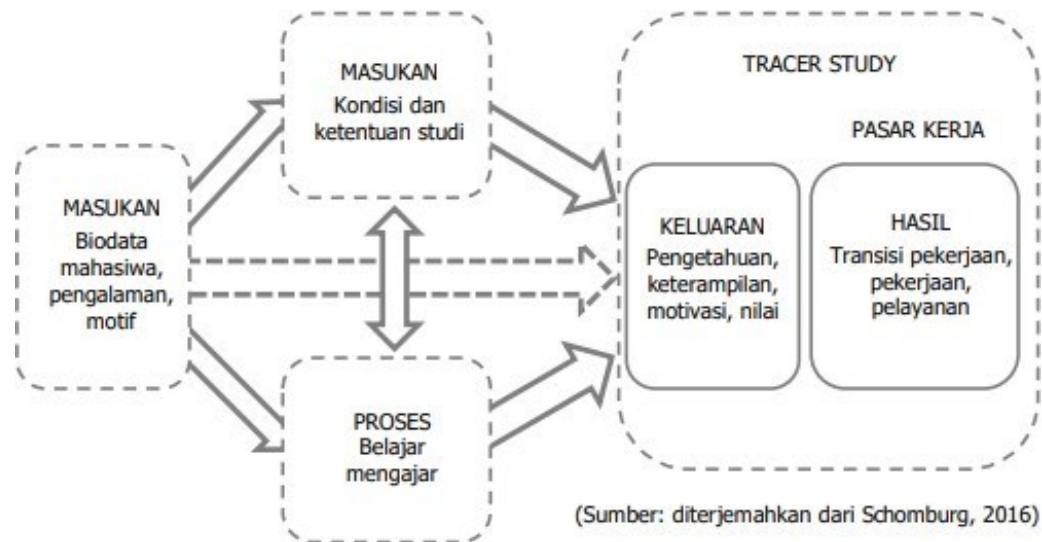 MASUKAN
Biodata
mahasiwa,
pengalaman,
motif
MASUKAN
Kondisi dan
ketentuan studi
PROSES
Belajar
mengajar
TRACER STUDY
PASAR KERJA
KELUARAN
Pengetahuan,
keterampilan,
motivasi, nilai
HASIL
Transisi pekerjaan,
pekerjaan,
pelayanan
(Sumber: diterjemahkan dari Schomburg, 2016)